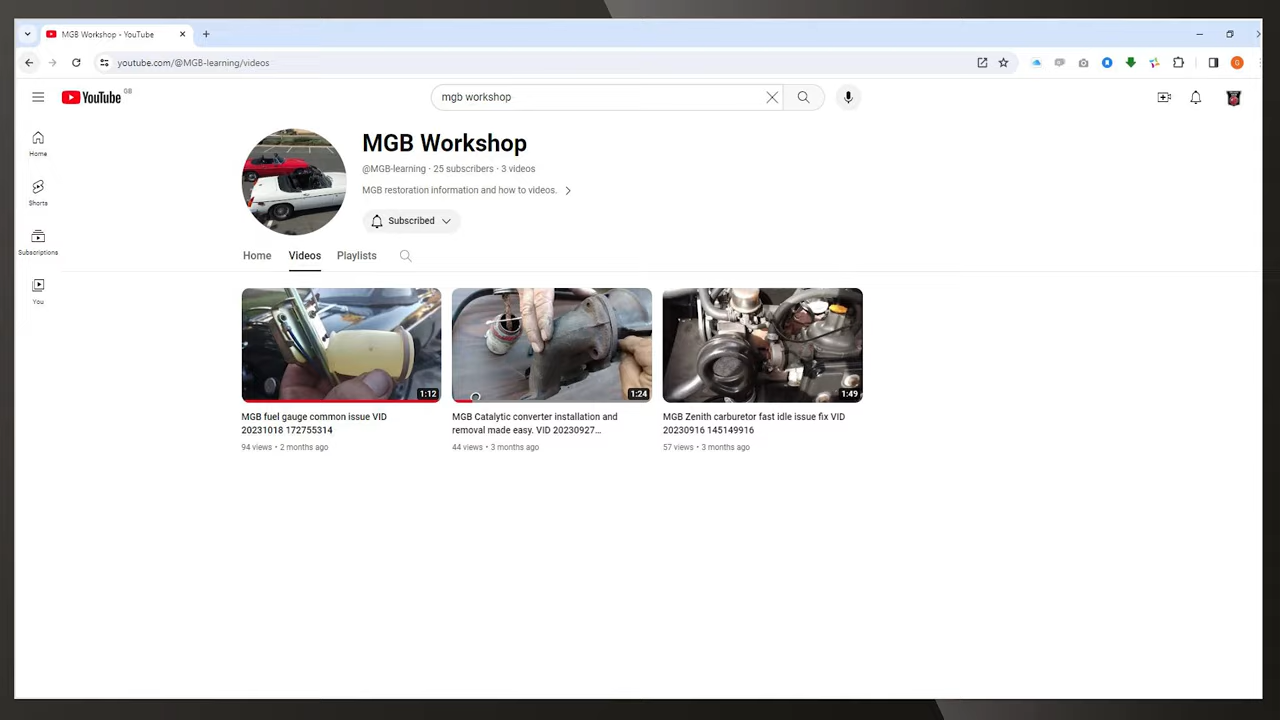 MGB Workshop - YouTube
youtube.com/@MGB-learning/videos
YouTube GB
mgb workshop
Home
Shorts
Subscriptions
You
MGB Workshop
@MGB-learning · 25 subscribers · 3 videos
MGB restoration information and how to videos.
Subscribed
Home Videos Playlists
1:12
MGB fuel gauge common issue VID
20231018 172755314
94 views • 2 months ago
1:24
MGB Catalytic converter installation and
removal made easy. VID 20230927...
44 views • 3 months ago
1:49
MGB Zenith carburetor fast idle issue fix VID
20230916 145149916
57 views • 3 months ago